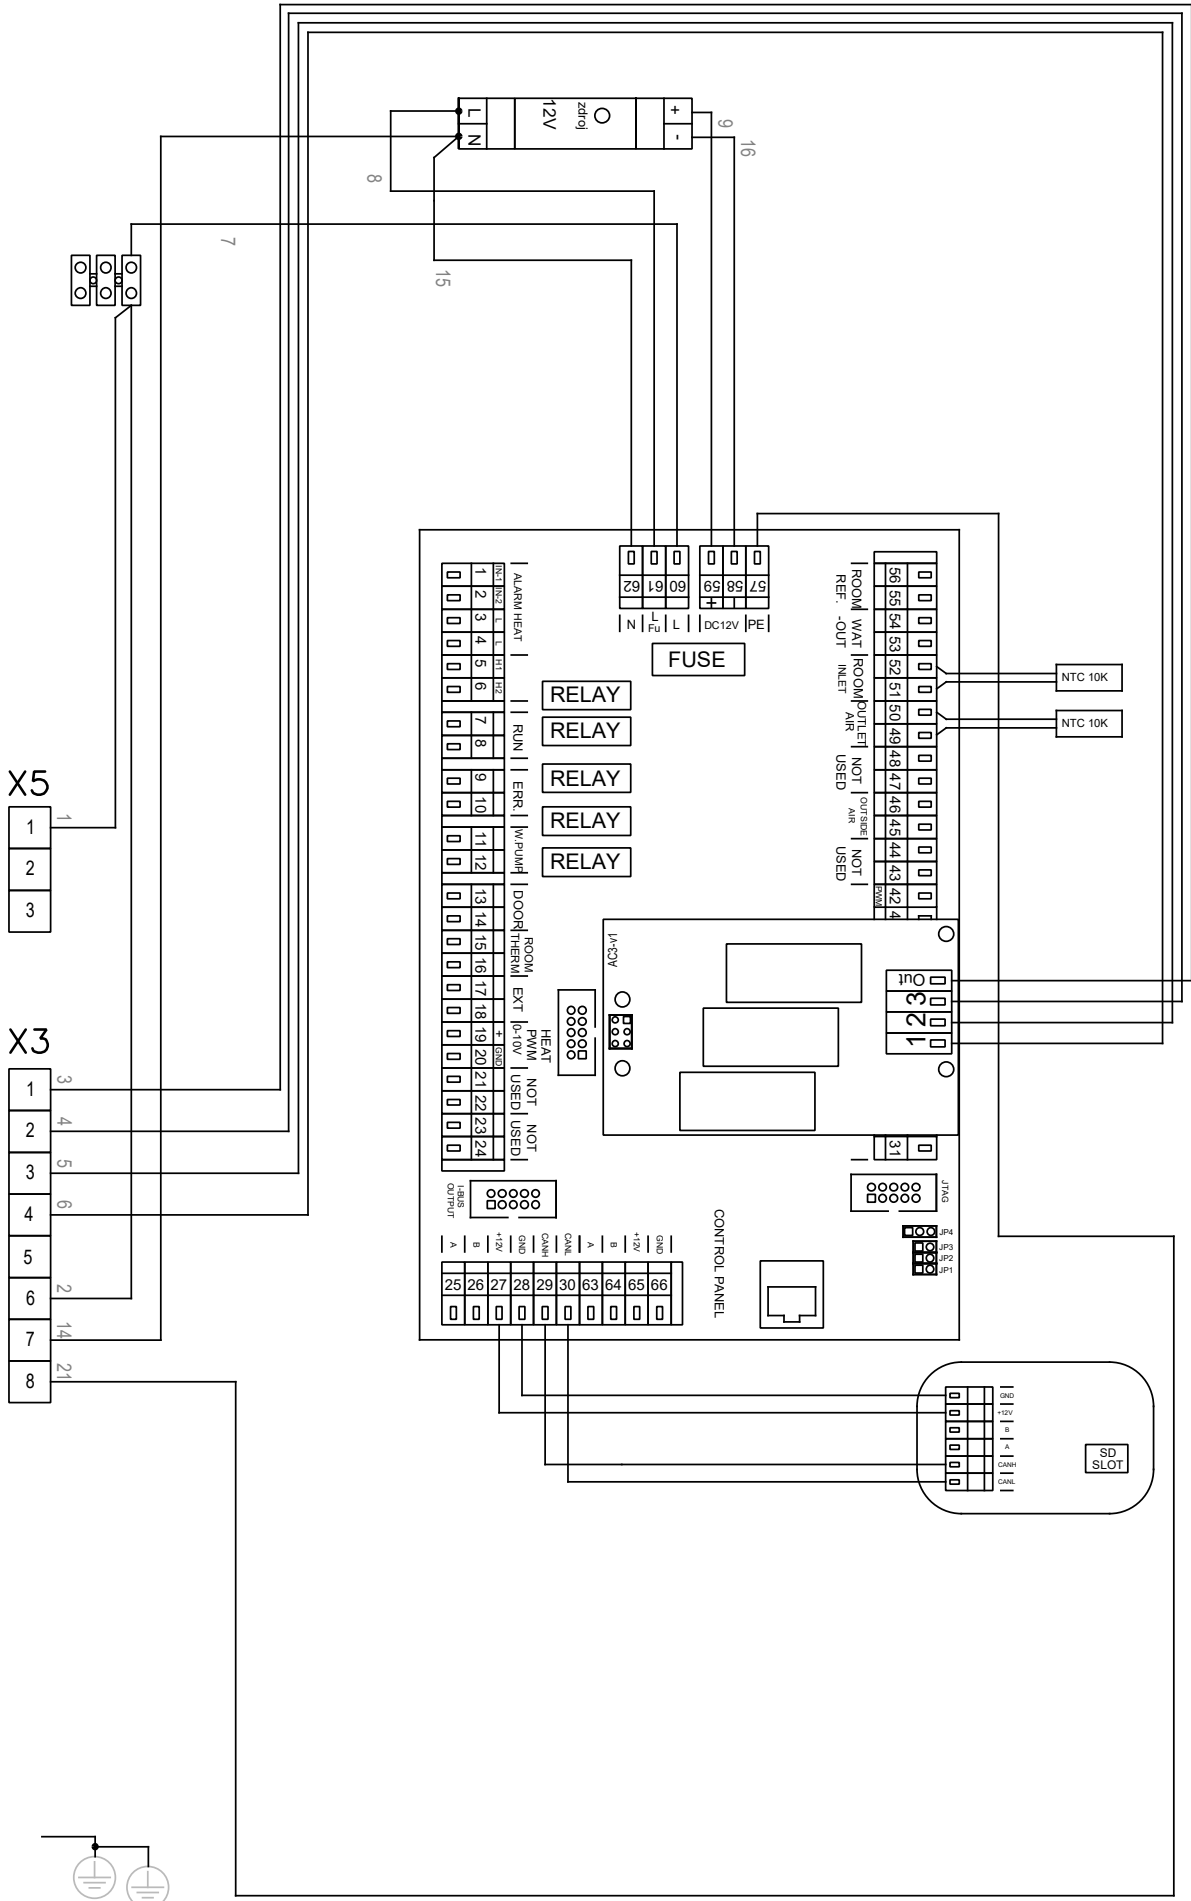 L
N
12V
zdroj
+
-
9
16
8
7
15
62
61
60
59
58
57
+
N
L
Fu
L
DC12V
PE
FUSE
1
2
3
4
5
6
7
8
9
10
11
12
13
14
15
16
17
18
19
20
21
22
23
24
IN-1
IN-2
L
L
H1
H2
+
GND
ALARM HEAT
RUN
ERR.
W.PUMP
DOOR
ROOM
THERM
EXT
HEAT
PWM
0-10V
NOT
USED
NOT
USED
RELAY
RELAY
RELAY
RELAY
RELAY
56
55
54
53
52
51
50
49
48
47
46
45
44
43
42
4
31
PWM
ROOM
REF.
WAT
-OUT
ROOM
INLET
OUTLET
AIR
NOT
USED
OUTSIDE
AIR
NOT
USED
NTC 10K
NTC 10K
AC3-v1
Out
3
2
1
X5
1
2
3
1
X3
1
2
3
4
5
6
7
8
3
4
5
6
2
14
21
I-BUS
OUTPUT
JTAG
JP4
JP3
JP2
JP1
CONTROL PANEL
A
B
+12V
GND
CANH
CANL
A
B
+12V
GND
25
26
27
28
29
30
63
64
65
66
GND
+12V
B
A
CANH
CANL
SD
SLOT